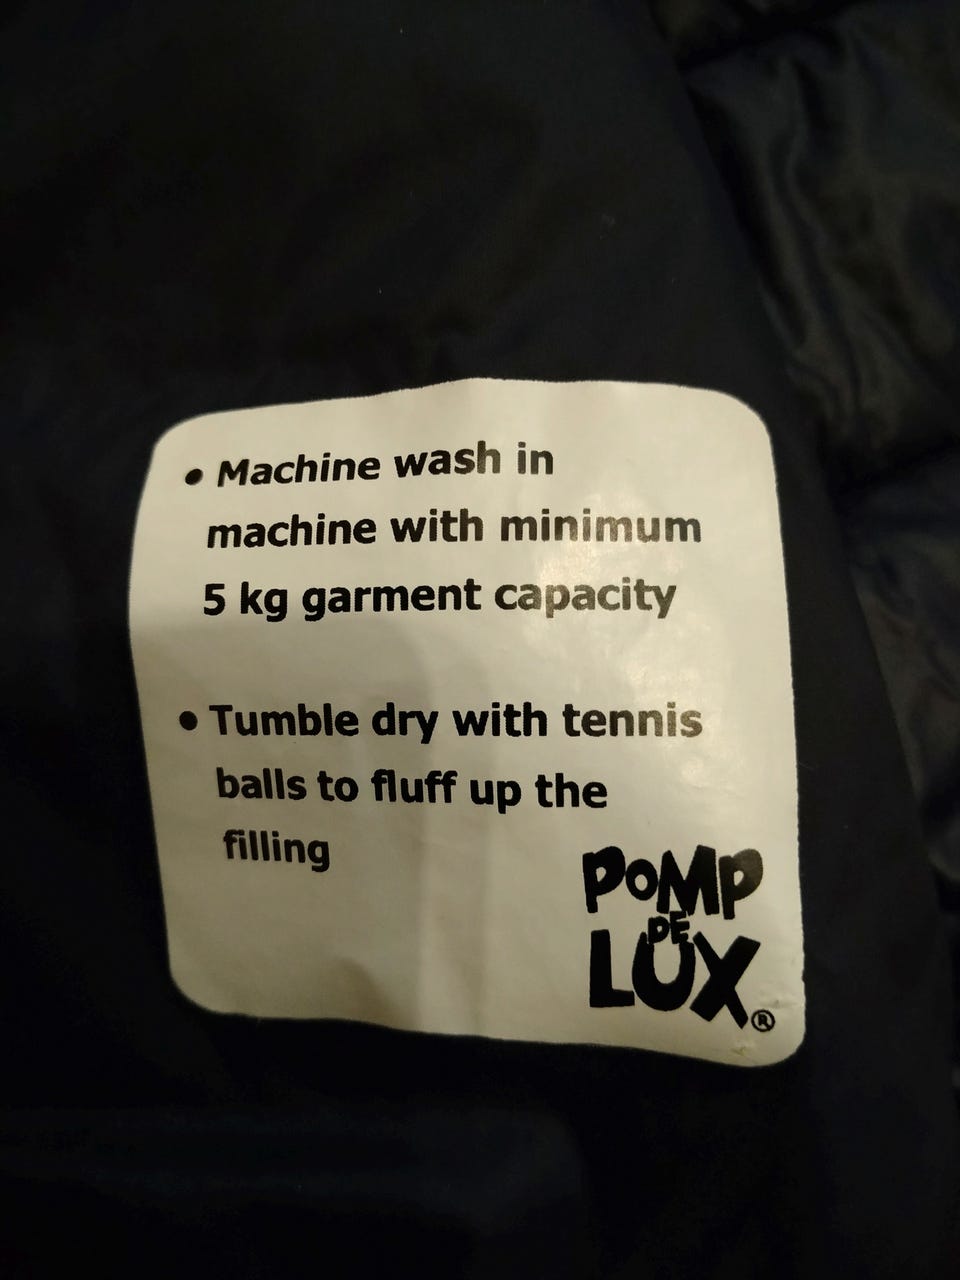 • Machine wash in
machine with minimum
5 kg garment capacity
• Tumble dry with tennis
balls to fluff up the
filling
POMP
DE
LUX®